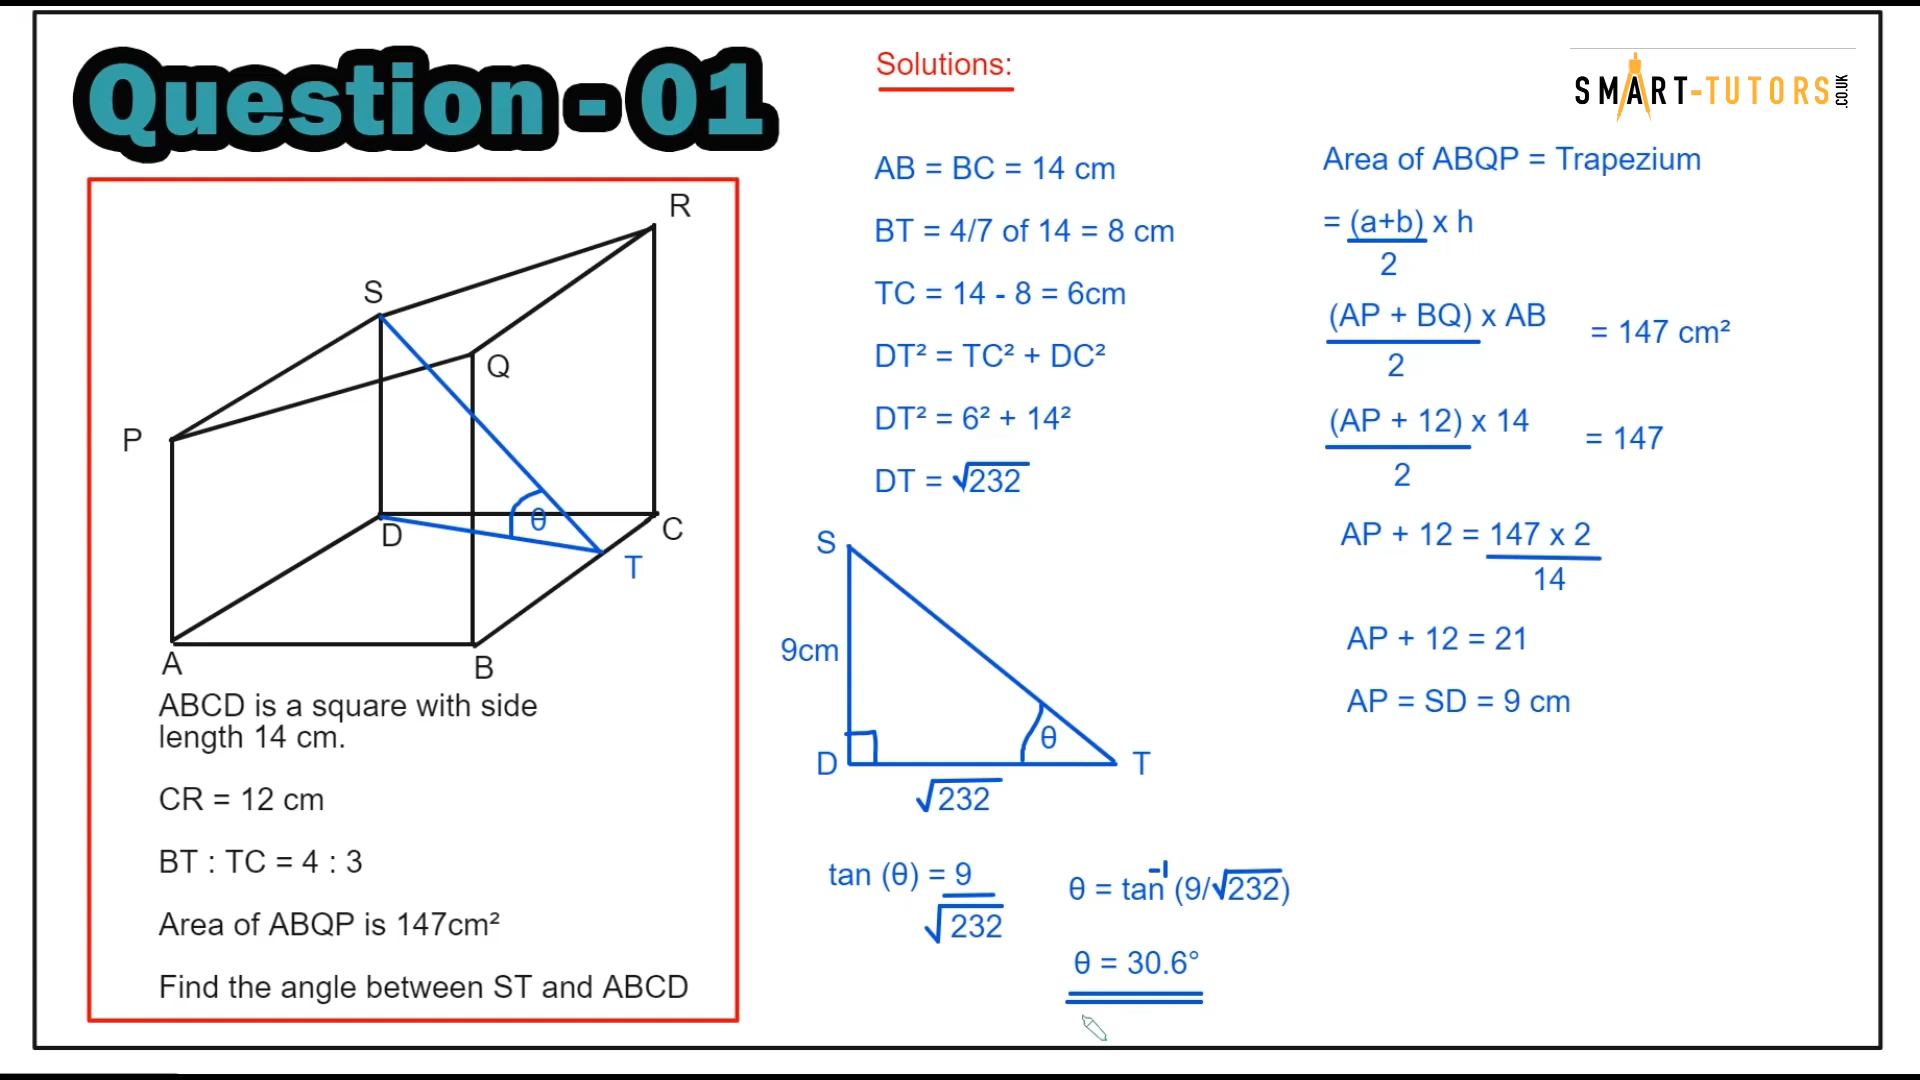 Question - 01
R
S
Q
P
θ
D
C
T
A
B
ABCD is a square with side
length 14 cm.
CR = 12 cm
BT : TC = 4 : 3
Area of ABQP is 147cm²
Find the angle between ST and ABCD
Solutions:
AB = BC = 14 cm
BT = 4/7 of 14 = 8 cm
TC = 14 - 8 = 6cm
DT² = TC² + DC²
DT² = 6² + 14²
DT = √232
S
9cm
θ
D
T
√232
tan (θ) = 9
√232
θ = tan⁻¹ (9/√232)
θ = 30.6°
SMART-TUTORS.CO.UK
Area of ABQP = Trapezium
= (a+b) x h
2
(AP + BQ) x AB = 147 cm²
2
(AP + 12) x 14 = 147
2
AP + 12 = 147 x 2
14
AP + 12 = 21
AP = SD = 9 cm